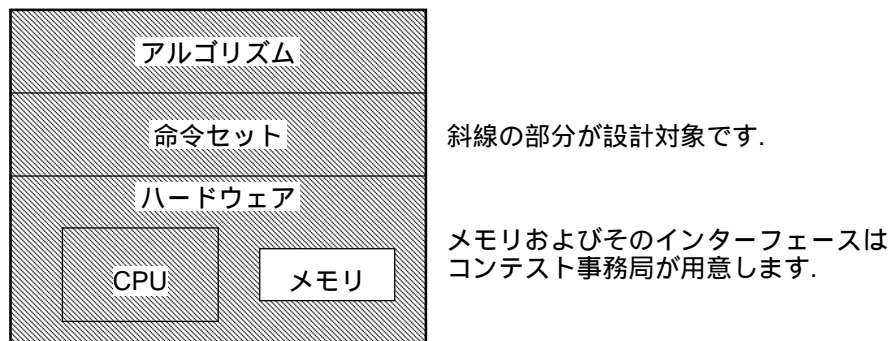 アルゴリズム
命令セット
斜線の部分が設計対象です.
ハードウェア
CPU
メモリ
メモリおよびそのインターフェースは
コンテスト事務局が用意します.